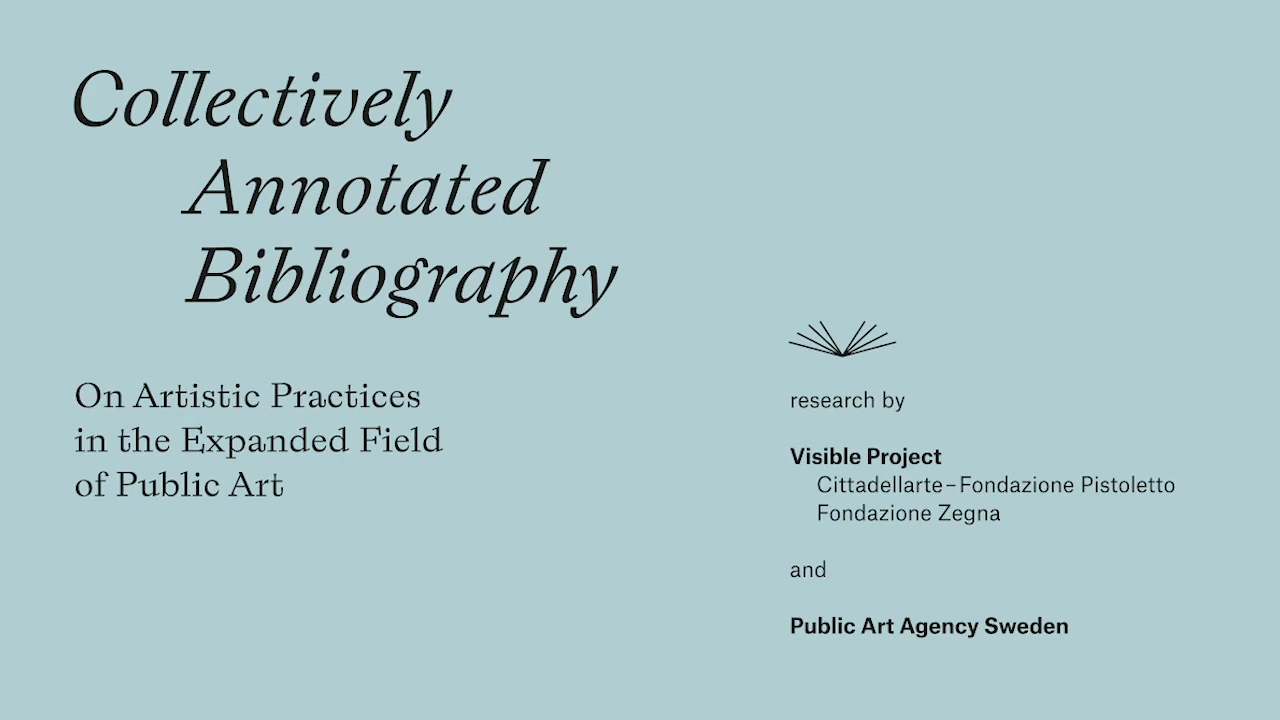 Collectively
Annotated
Bibliography
On Artistic Practices
in the Expanded Field
of Public Art
research by
Visible Project
Cittadellarte–Fondazione Pistoletto
Fondazione Zegna
and
Public Art Agency Sweden